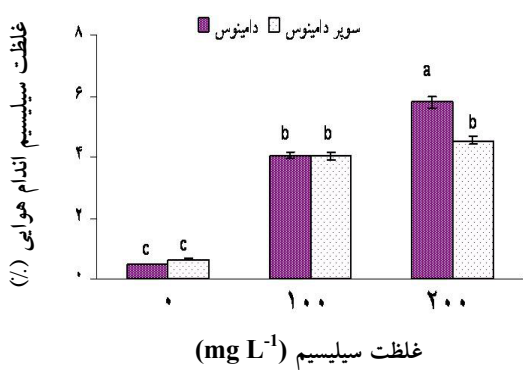 دامینوس سوپر دامینوس
غلظت سیلیسیم اندام هوایی (٪)
۸
۶
۴
۲
۰
c c
b b
a b
۰ ۱۰۰ ۲۰۰
غلظت سیلیسیم (mg L-1)